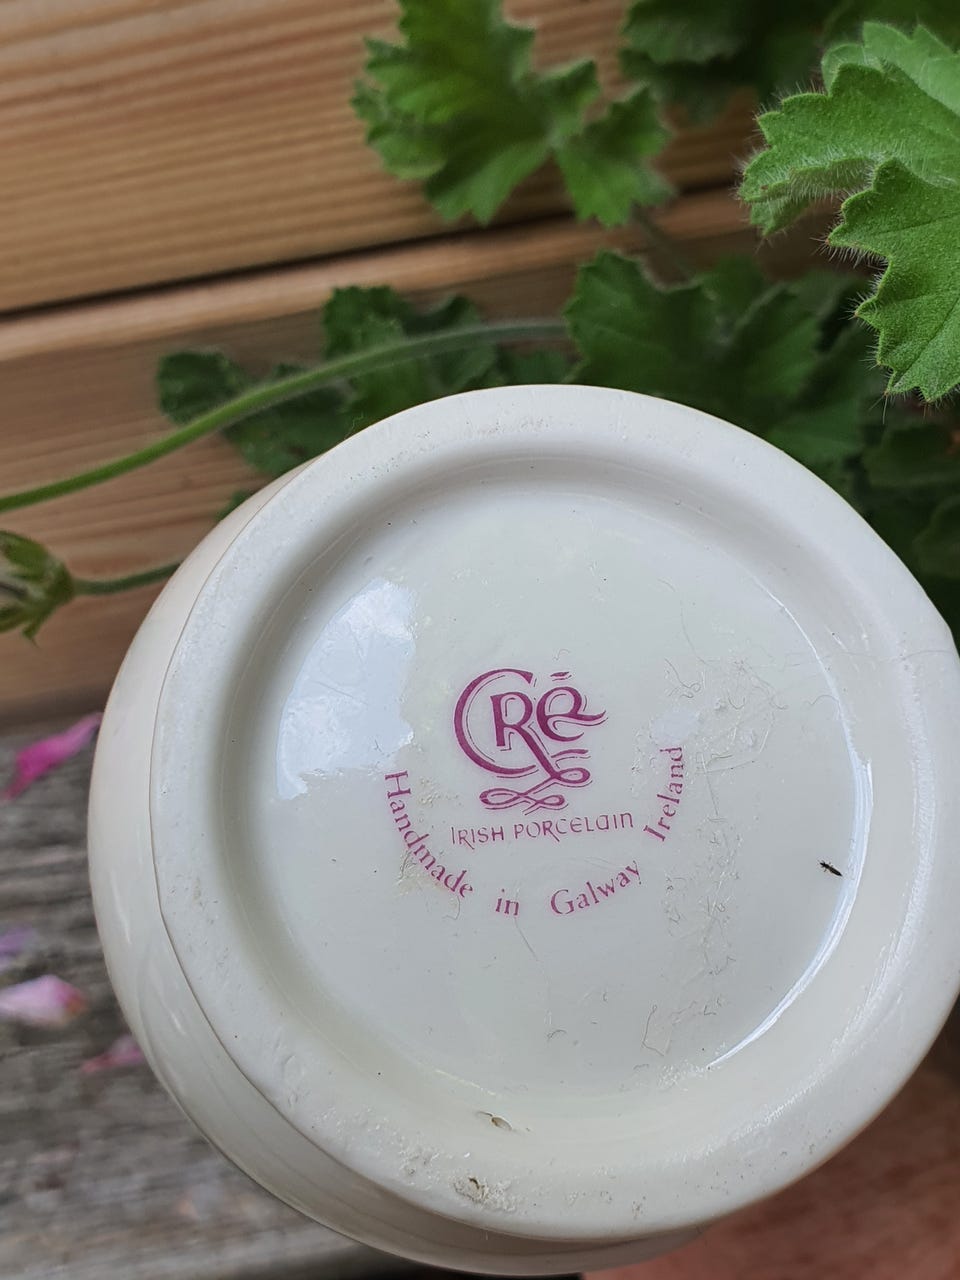 CRé
IRISH PORCELAIN
Handmade in Galway Ireland